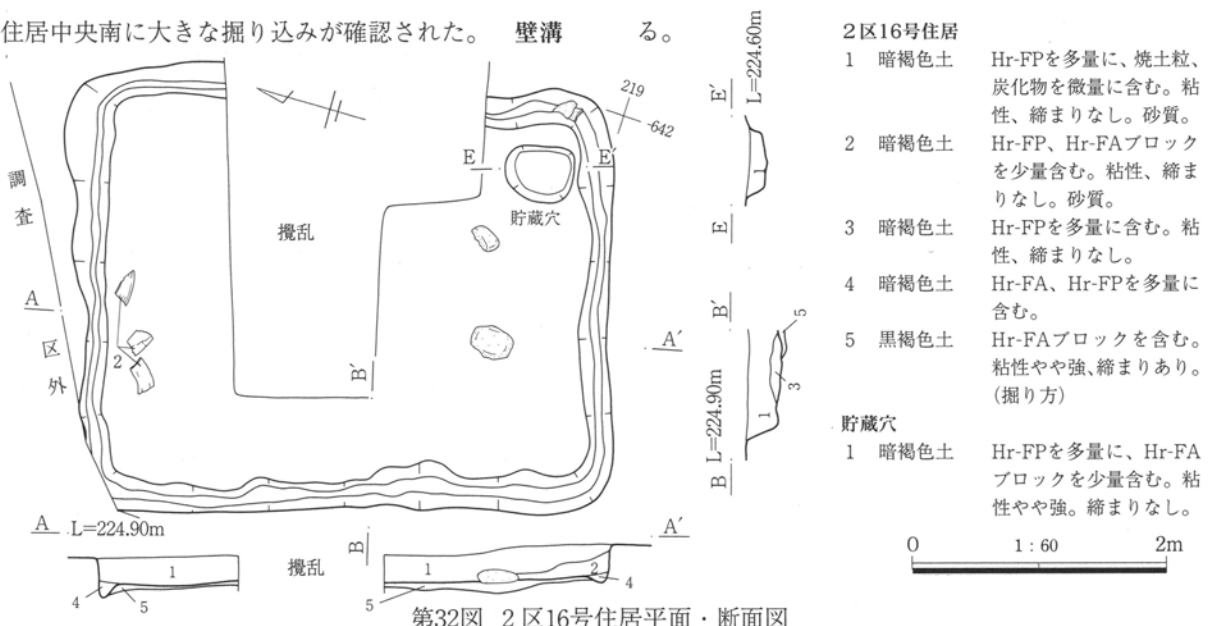 住居中央南に大きな掘り込みが確認された。 壁溝 る。
調査
区外
攪乱
219
-642
E
E′
貯蔵穴
A
A′
2
B′
B
A L=224.90m
A′
攪乱
1
4
5
1
2
4
5
E′
L=224.60m
E
B′
5
3
1
B L=224.90m
第32図 2区16号住居平面・断面図
2区16号住居
1 暗褐色土 Hr-FPを多量に、焼土粒、
炭化物を微量に含む。粘
性、締まりなし。砂質。
2 暗褐色土 Hr-FP、Hr-FAブロック
を少量含む。粘性、締ま
りなし。砂質。
3 暗褐色土 Hr-FPを多量に含む。粘
性、締まりなし。
4 暗褐色土 Hr-FA、Hr-FPを多量に
含む。
5 黒褐色土 Hr-FAブロックを含む。
粘性やや強、締まりあり。
(掘り方)
貯蔵穴
1 暗褐色土 Hr-FPを多量に、Hr-FA
ブロックを少量含む。粘
性やや強。締まりなし。
0 1:60 2m